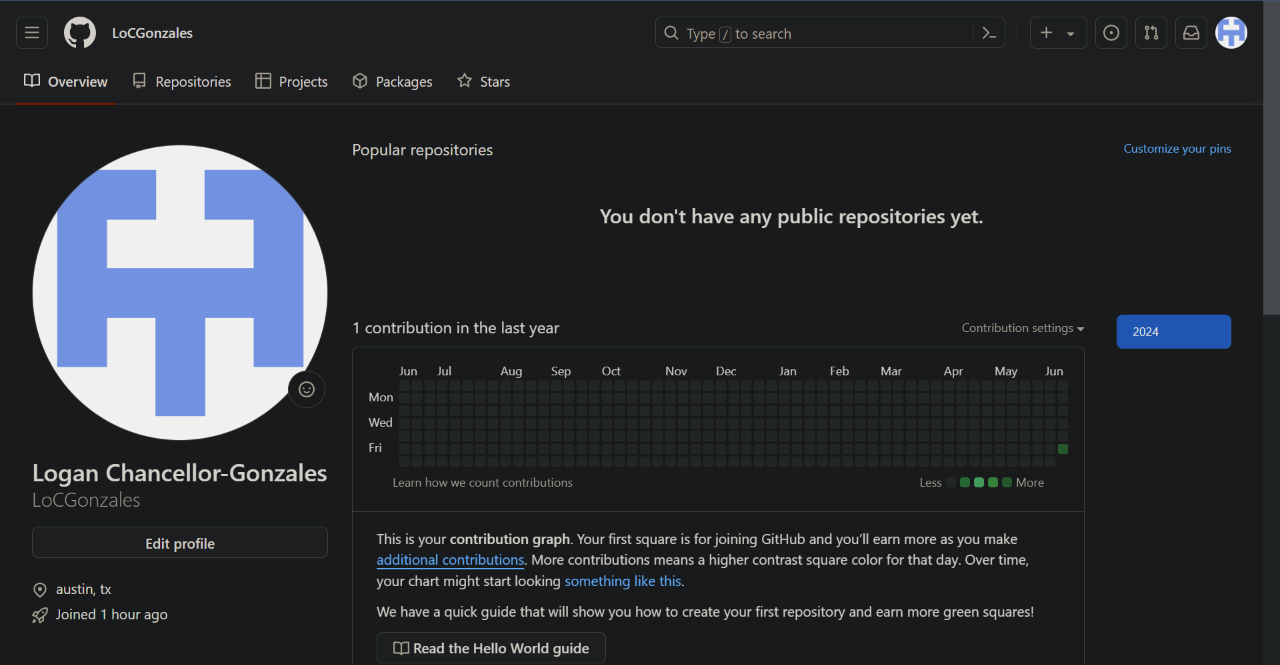 LoCGonzales
Type / to search
Overview
Repositories
Projects
Packages
Stars
Popular repositories
Customize your pins
You don't have any public repositories yet.
1 contribution in the last year
Contribution settings
2024
Jun Jul Aug Sep Oct Nov Dec Jan Feb Mar Apr May Jun
Mon
Wed
Fri
Learn how we count contributions
Less More
This is your contribution graph. Your first square is for joining GitHub and you'll earn more as you make
additional contributions. More contributions means a higher contrast square color for that day. Over time,
your chart might start looking something like this.
We have a quick guide that will show you how to create your first repository and earn more green squares!
Read the Hello World guide
Logan Chancellor-Gonzales
LoCGonzales
Edit profile
austin, tx
Joined 1 hour ago